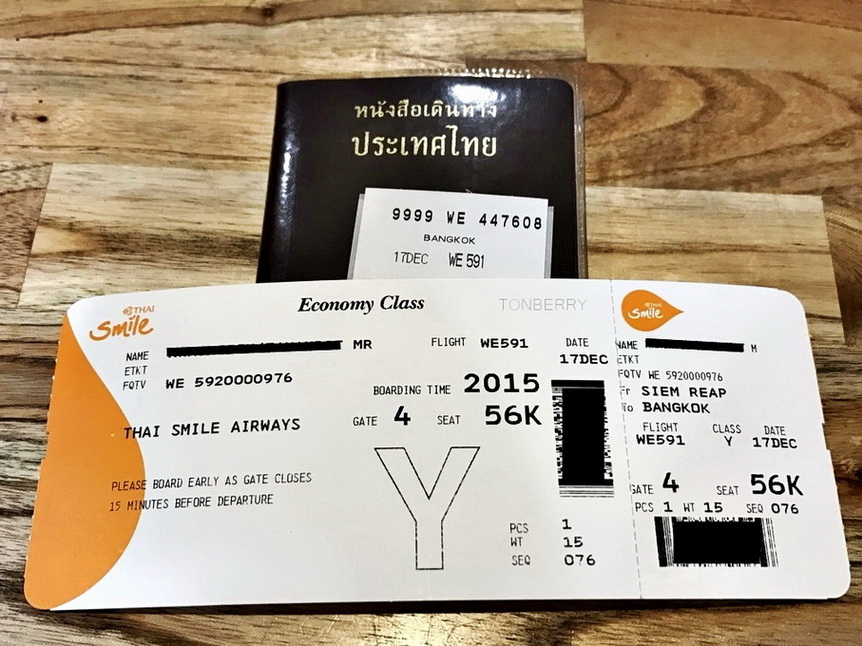 หนังสือเดินทาง
ประเทศไทย
9999 WE 447608
BANGKOK
17DEC WE591
THAI
Smile
Economy Class
TONBERRY
NAME MR
ETKT
FQTV WE 5920000976
FLIGHT WE591
DATE
17DEC
BOARDING TIME 2015
GATE 4 SEAT 56K
THAI SMILE AIRWAYS
PLEASE BOARD EARLY AS GATE CLOSES
15 MINUTES BEFORE DEPARTURE
Y
PCS 1
WT 15
SEQ 076
THAI
Smile
NAME M
ETKT
FQTV WE 5920000976
Fr SIEM REAP
To BANGKOK
FLIGHT CLASS DATE
WE591 Y 17DEC
GATE 4 SEAT 56K
PCS 1 WT 15 SEQ 076